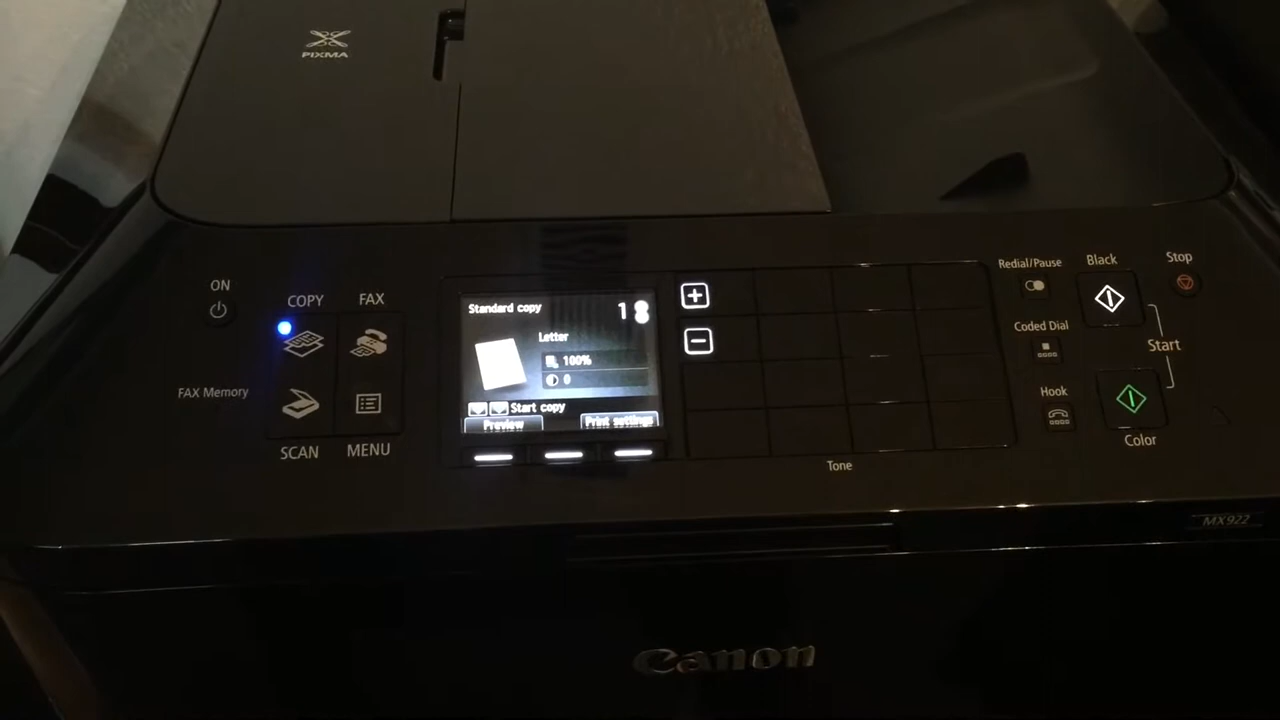 PIXMA
ON
COPY
FAX
FAX Memory
SCAN
MENU
Standard copy
1
Letter
100%
0
Start copy
Preview
Print settings
Tone
Redial/Pause
Coded Dial
Hook
Black
Stop
Start
Color
MX922
Canon